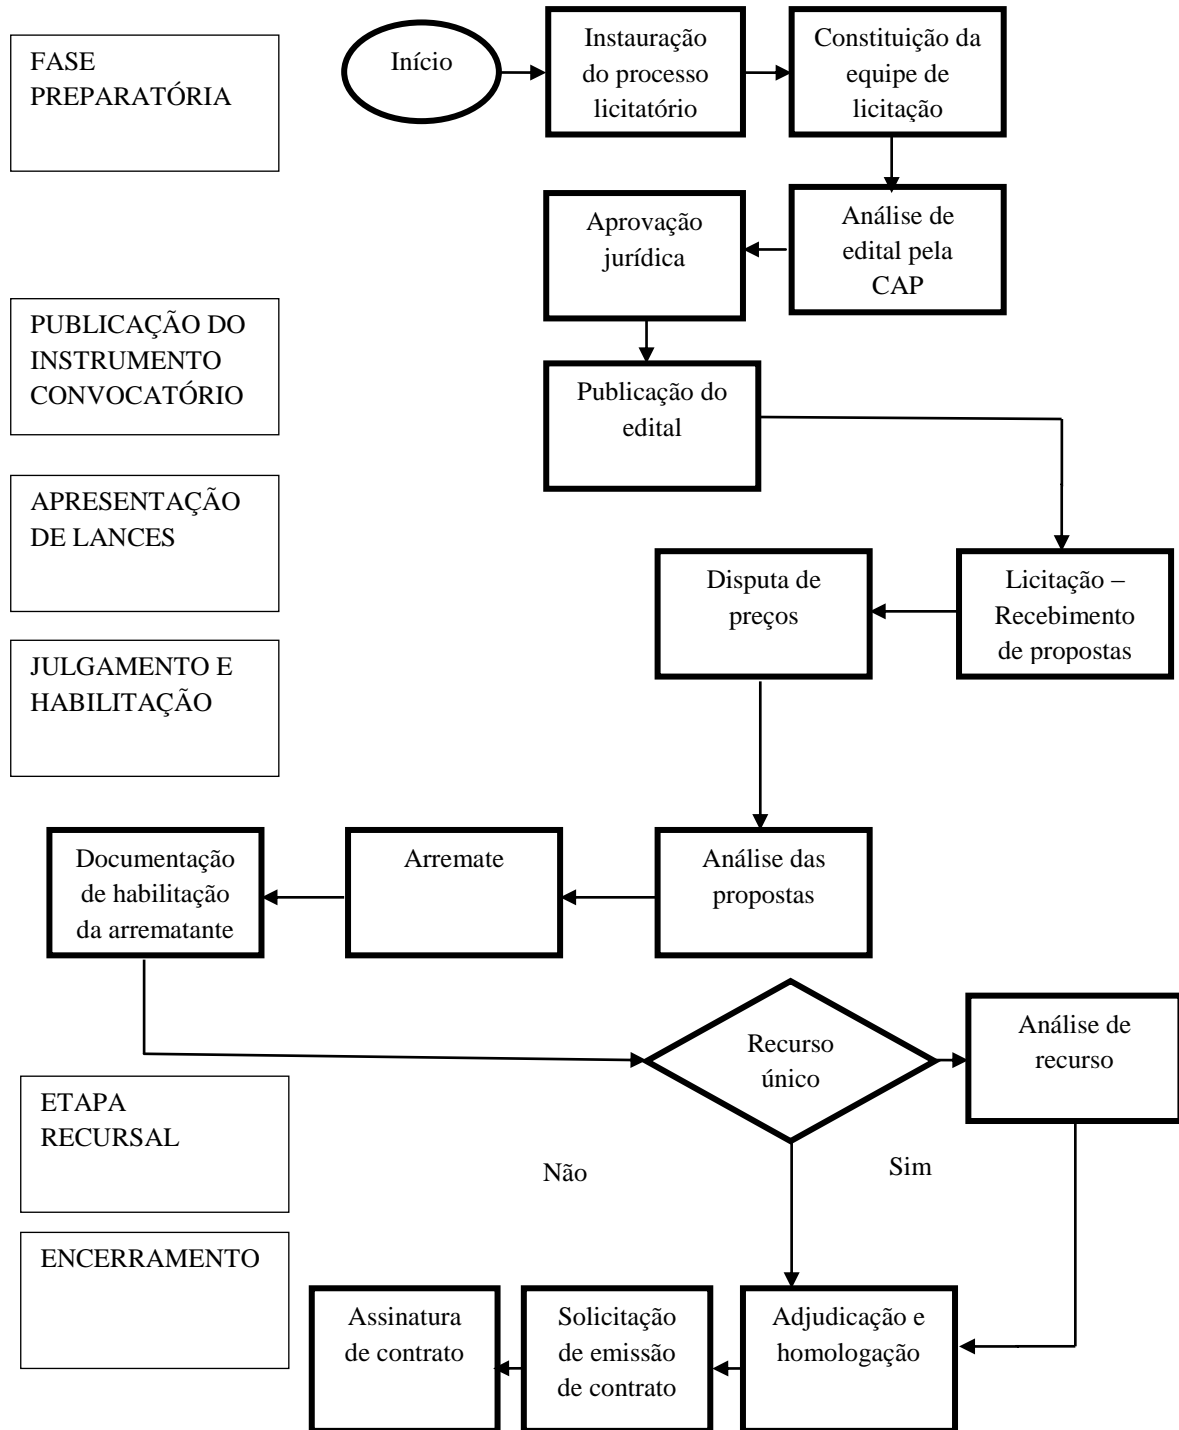 FASE
PREPARATÓRIA
Início
Instauração
do processo
licitatório
Constituição da
equipe de
licitação
Análise de
edital pela
CAP
Aprovação
jurídica
PUBLICAÇÃO DO
INSTRUMENTO
CONVOCATÓRIO
Publicação do
edital
APRESENTAÇÃO
DE LANCES
Licitação –
Recebimento
de propostas
Disputa de
preços
JULGAMENTO E
HABILITAÇÃO
Análise das
propostas
Arremate
Documentação
de habilitação
da arrematante
Recurso
único
Análise de
recurso
ETAPA
RECURSAL
Não
Sim
ENCERRAMENTO
Adjudicação e
homologação
Solicitação
de emissão
de contrato
Assinatura
de contrato